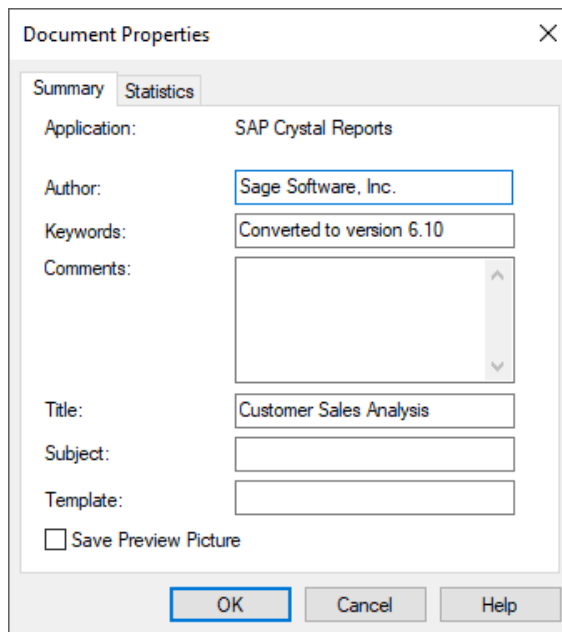 Document Properties
Summary Statistics
Application: SAP Crystal Reports
Author: Sage Software, Inc.
Keywords: Converted to version 6.10
Comments:
Title: Customer Sales Analysis
Subject:
Template:
Save Preview Picture
OK Cancel Help